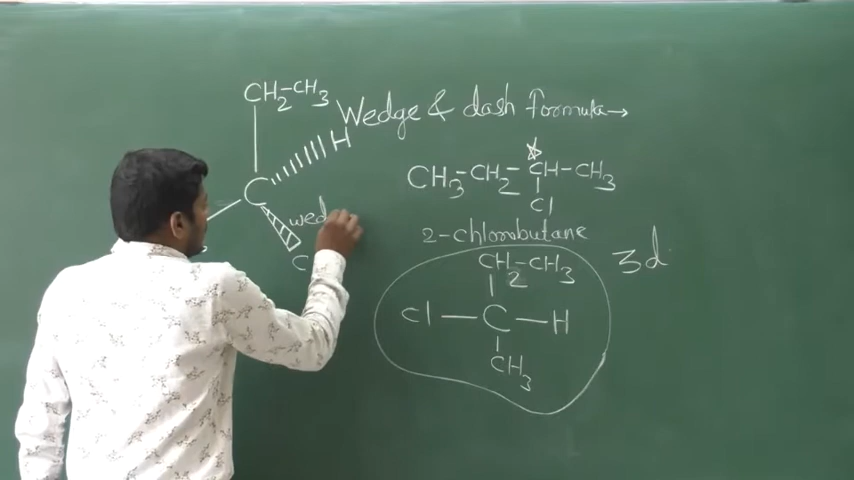 CH2-CH3
Wedge & dash Formula→
H
CH3-CH2-CH-CH3
Cl
C
wed
2-chlorobutane
C
CH2-CH3
3d
Cl—C—H
CH3